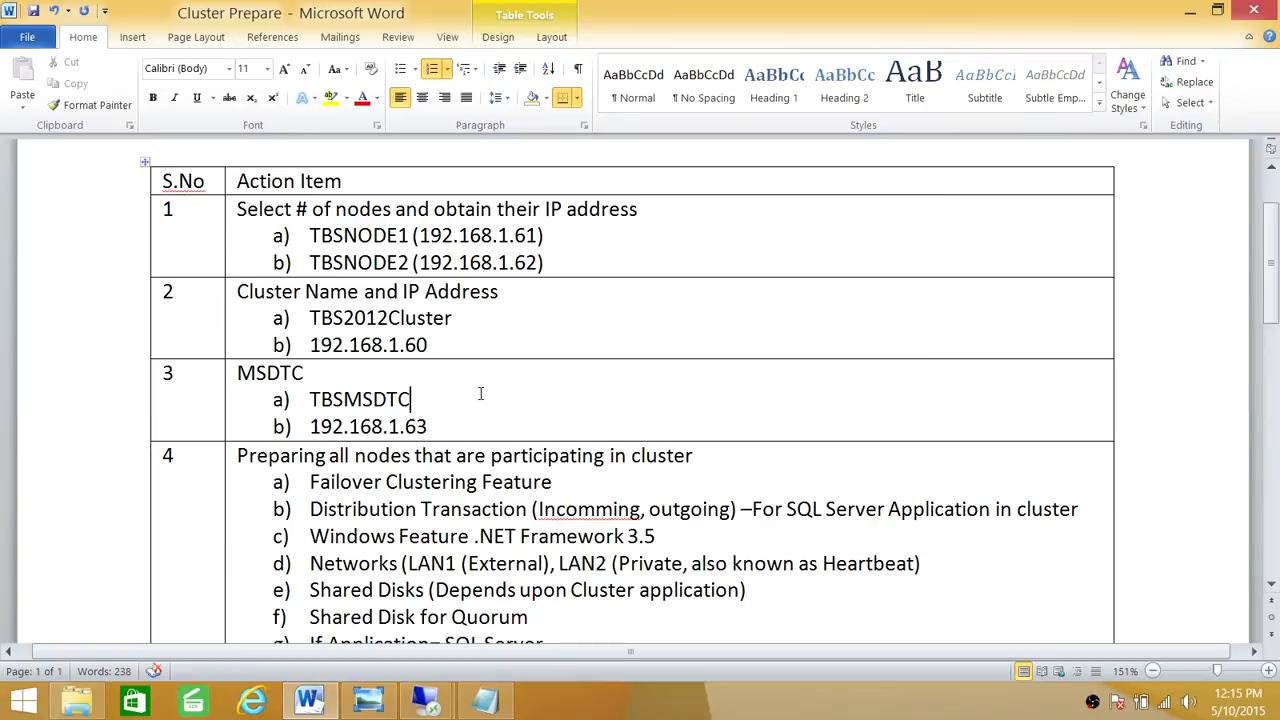 Cluster Prepare - Microsoft Word
Table Tools
File
Home
Insert
Page Layout
References
Mailings
Review
View
Design
Layout
Paste
Cut
Copy
Format Painter
Clipboard
Calibri (Body)
11
Font
Paragraph
AaBbCcDd
¶ Normal
AaBbCcDd
¶ No Spacing
AaBbCc
Heading 1
AaBbCc
Heading 2
AaB
Title
AaBbCcDd
Subtitle
AaBbCcDd
Subtle Emp...
Styles
Change Styles
Find
Replace
Select
Editing
S.No Action Item
1 Select # of nodes and obtain their IP address
a) TBSNODE1 (192.168.1.61)
b) TBSNODE2 (192.168.1.62)
2 Cluster Name and IP Address
a) TBS2012Cluster
b) 192.168.1.60
3 MSDTC
a) TBSMSDTC
b) 192.168.1.63
4 Preparing all nodes that are participating in cluster
a) Failover Clustering Feature
b) Distribution Transaction (Incomming, outgoing) –For SQL Server Application in cluster
c) Windows Feature .NET Framework 3.5
d) Networks (LAN1 (External), LAN2 (Private, also known as Heartbeat)
e) Shared Disks (Depends upon Cluster application)
f) Shared Disk for Quorum
g) If Application= SQL Server
Page: 1 of 1
Words: 238
151%
12:15 PM
5/10/2015